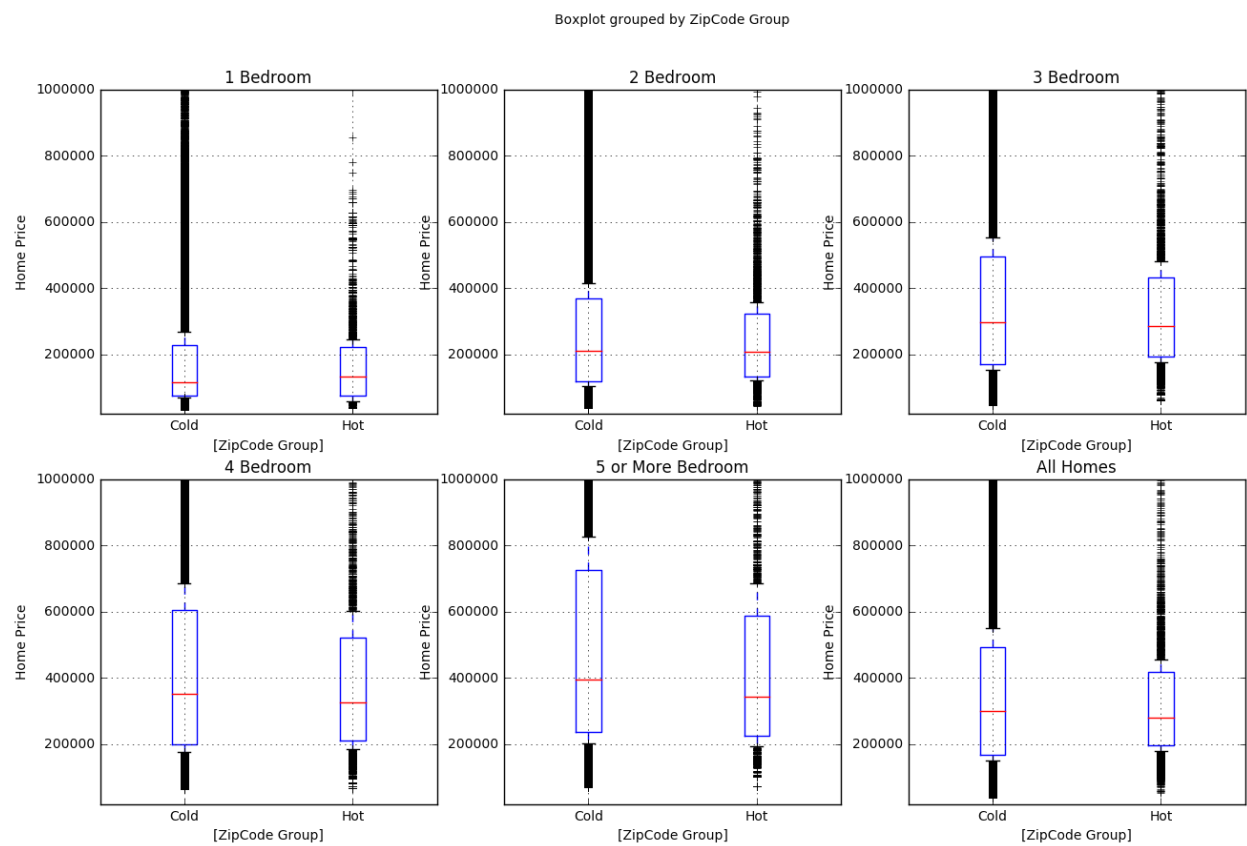 Boxplot grouped by ZipCode Group
1 Bedroom
1000000
800000
600000
400000
200000
Home Price
Cold
Hot
[ZipCode Group]
2 Bedroom
1000000
800000
600000
400000
200000
Home Price
Cold
Hot
[ZipCode Group]
3 Bedroom
1000000
800000
600000
400000
200000
Home Price
Cold
Hot
[ZipCode Group]
4 Bedroom
1000000
800000
600000
400000
200000
Home Price
Cold
Hot
[ZipCode Group]
5 or More Bedroom
1000000
800000
600000
400000
200000
Home Price
Cold
Hot
[ZipCode Group]
All Homes
1000000
800000
600000
400000
200000
Home Price
Cold
Hot
[ZipCode Group]